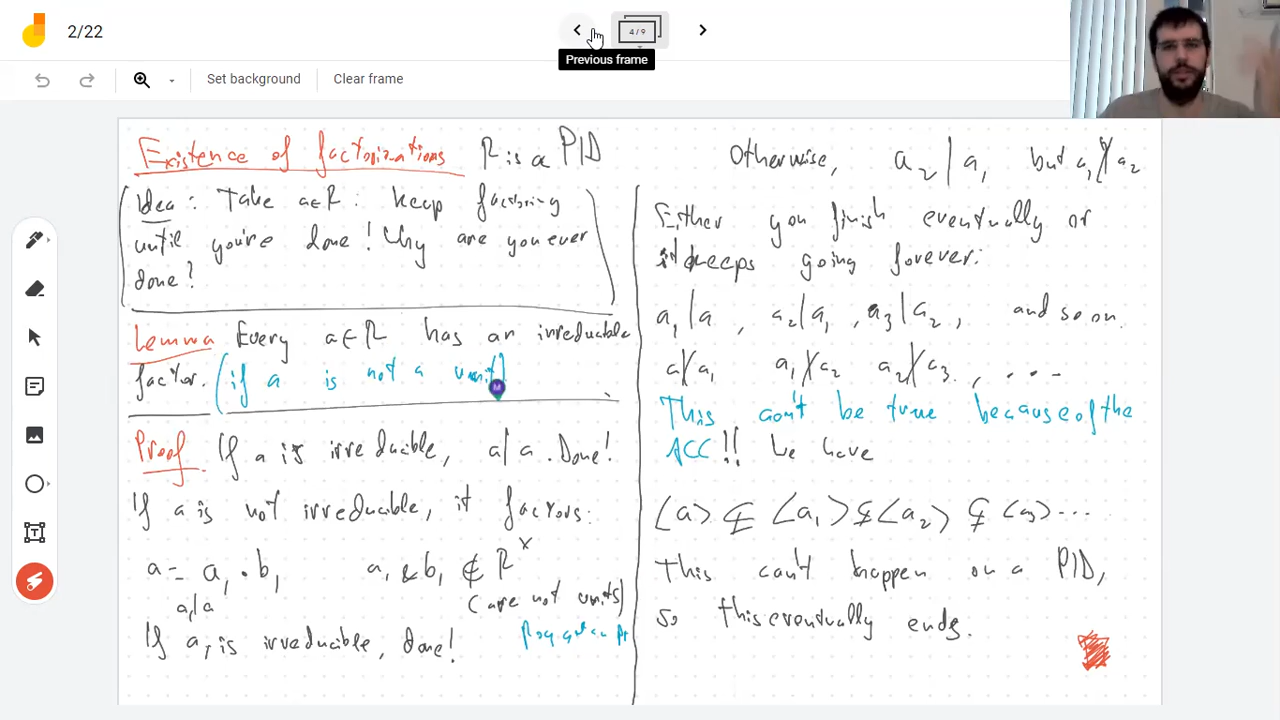 2/22
4 / 9
Previous frame
Set background
Clear frame
Existence of factorizations R is a PID
(Idea: Take a∈R: keep factoring
until you're done! Why are you ever
done?)
Lemma Every a∈R has an irreducible
factor. (if a is not a unit)
M
Proof If a is irreducible, a|a. Done!
If a is not irreducible, it factors:
a = a₁·b₁ a₁ & b₁ ∉ R^×
a₁|a (are not units)
If a₁ is irreducible, done!
Otherwise, a₂ | a₁ but a₁ ∤ a₂
Either you finish eventually or
it keeps going forever:
a₁|a, a₂|a₁, a₃|a₂, and so on.
a∤a₁ a₁∤a₂ a₂∤a₃, ....
This can't be true because of the
ACC!! We have
⟨a⟩ ⊊ ⟨a₁⟩ ⊊ ⟨a₂⟩ ⊊ ⟨a₃⟩ ...
This can't happen on a PID,
so this eventually ends.